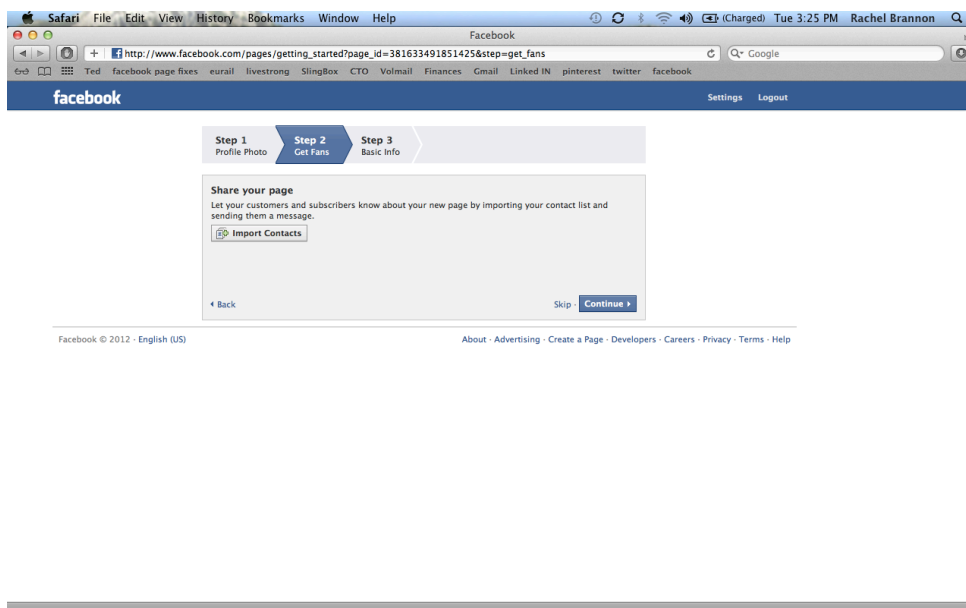 Safari File Edit View History Bookmarks Window Help (Charged) Tue 3:25 PM Rachel Brannon
Facebook
+ http://www.facebook.com/pages/getting_started?page_id=381633491851425&step=get_fans Google
Ted facebook page fixes eurail livestrong SlingBox CTO Volmail Finances Gmail Linked IN pinterest twitter facebook
facebook Settings Logout
Step 1 Step 2 Step 3
Profile Photo Get Fans Basic Info
Share your page
Let your customers and subscribers know about your new page by importing your contact list and
sending them a message.
Import Contacts
Back Skip · Continue
Facebook © 2012 · English (US) About · Advertising · Create a Page · Developers · Careers · Privacy · Terms · Help